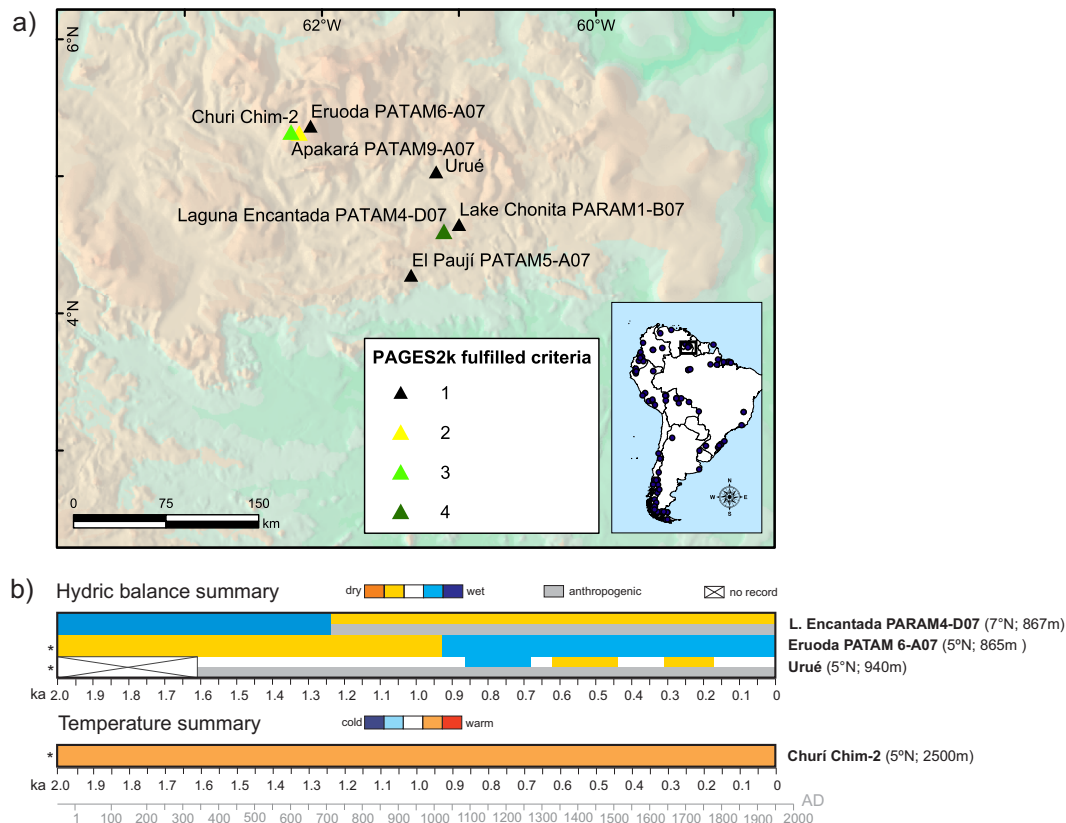 a)
62°W
60°W
6°N
4°N
Churi Chim-2
Eruoda PATAM6-A07
Apakará PATAM9-A07
Urué
Laguna Encantada PATAM4-D07
Lake Chonita PARAM1-B07
El Paují PATAM5-A07
PAGES2k fulfilled criteria
1
2
3
4
0 75 150
km
N
W E
S
b)
Hydric balance summary
dry wet
anthropogenic
no record
L. Encantada PARAM4-D07 (7°N; 867m)
* Eruoda PATAM 6-A07 (5ºN; 865m )
* Urué (5°N; 940m)
ka 2.0 1.9 1.8 1.7 1.6 1.5 1.4 1.3 1.2 1.1 1.0 0.9 0.8 0.7 0.6 0.5 0.4 0.3 0.2 0.1 0
Temperature summary
cold warm
* Churí Chim-2 (5ºN; 2500m)
ka 2.0 1.9 1.8 1.7 1.6 1.5 1.4 1.3 1.2 1.1 1.0 0.9 0.8 0.7 0.6 0.5 0.4 0.3 0.2 0.1 0
AD
1 100 200 300 400 500 600 700 800 900 1000 1100 1200 1300 1400 1500 1600 1700 1800 1900 2000